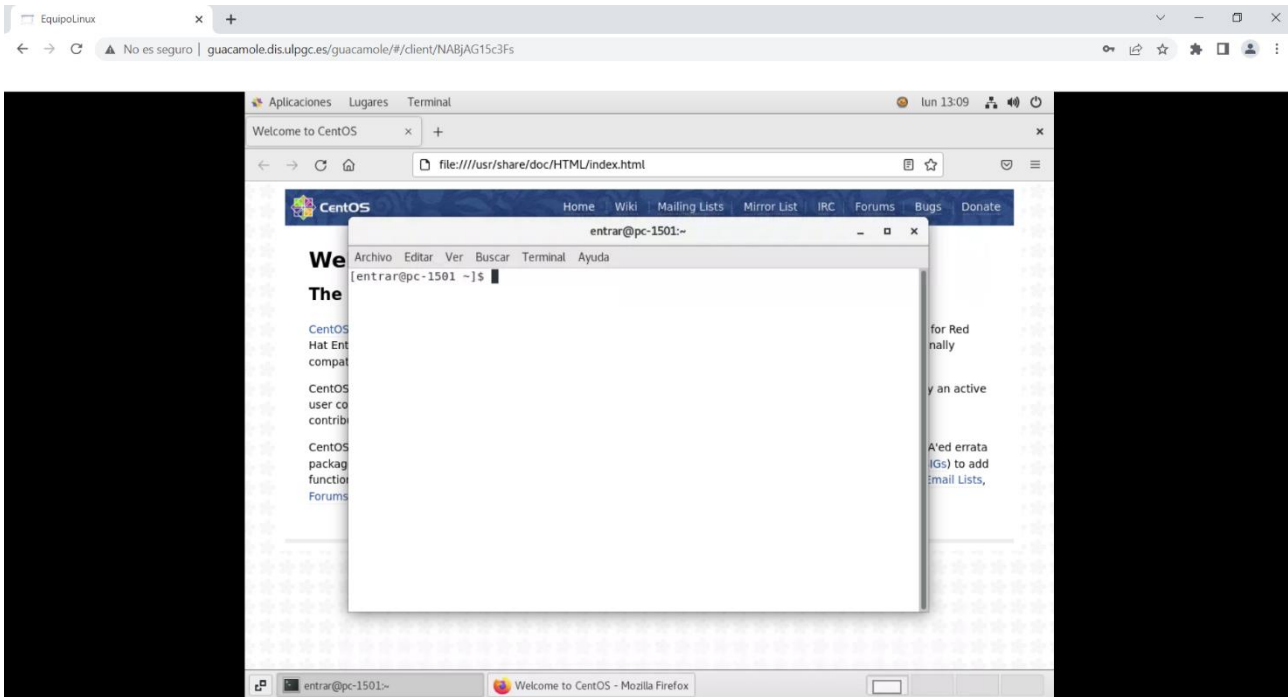 EquipoLinux
No es seguro | guacamole.dis.ulpgc.es/guacamole/#/client/NABjAG15c3Fs
Aplicaciones Lugares Terminal lun 13:09
Welcome to CentOS
file:////usr/share/doc/HTML/index.html
CentOS Home Wiki Mailing Lists Mirror List IRC Forums Bugs Donate
entrar@pc-1501:~
Archivo Editar Ver Buscar Terminal Ayuda
[entrar@pc-1501 ~]$
We
The
CentOS for Red
Hat Ent nally
compat
CentOS y an active
user co
contrib
CentOS A'ed errata
packag IGs) to add
function Email Lists,
Forums
entrar@pc-1501:~ Welcome to CentOS - Mozilla Firefox